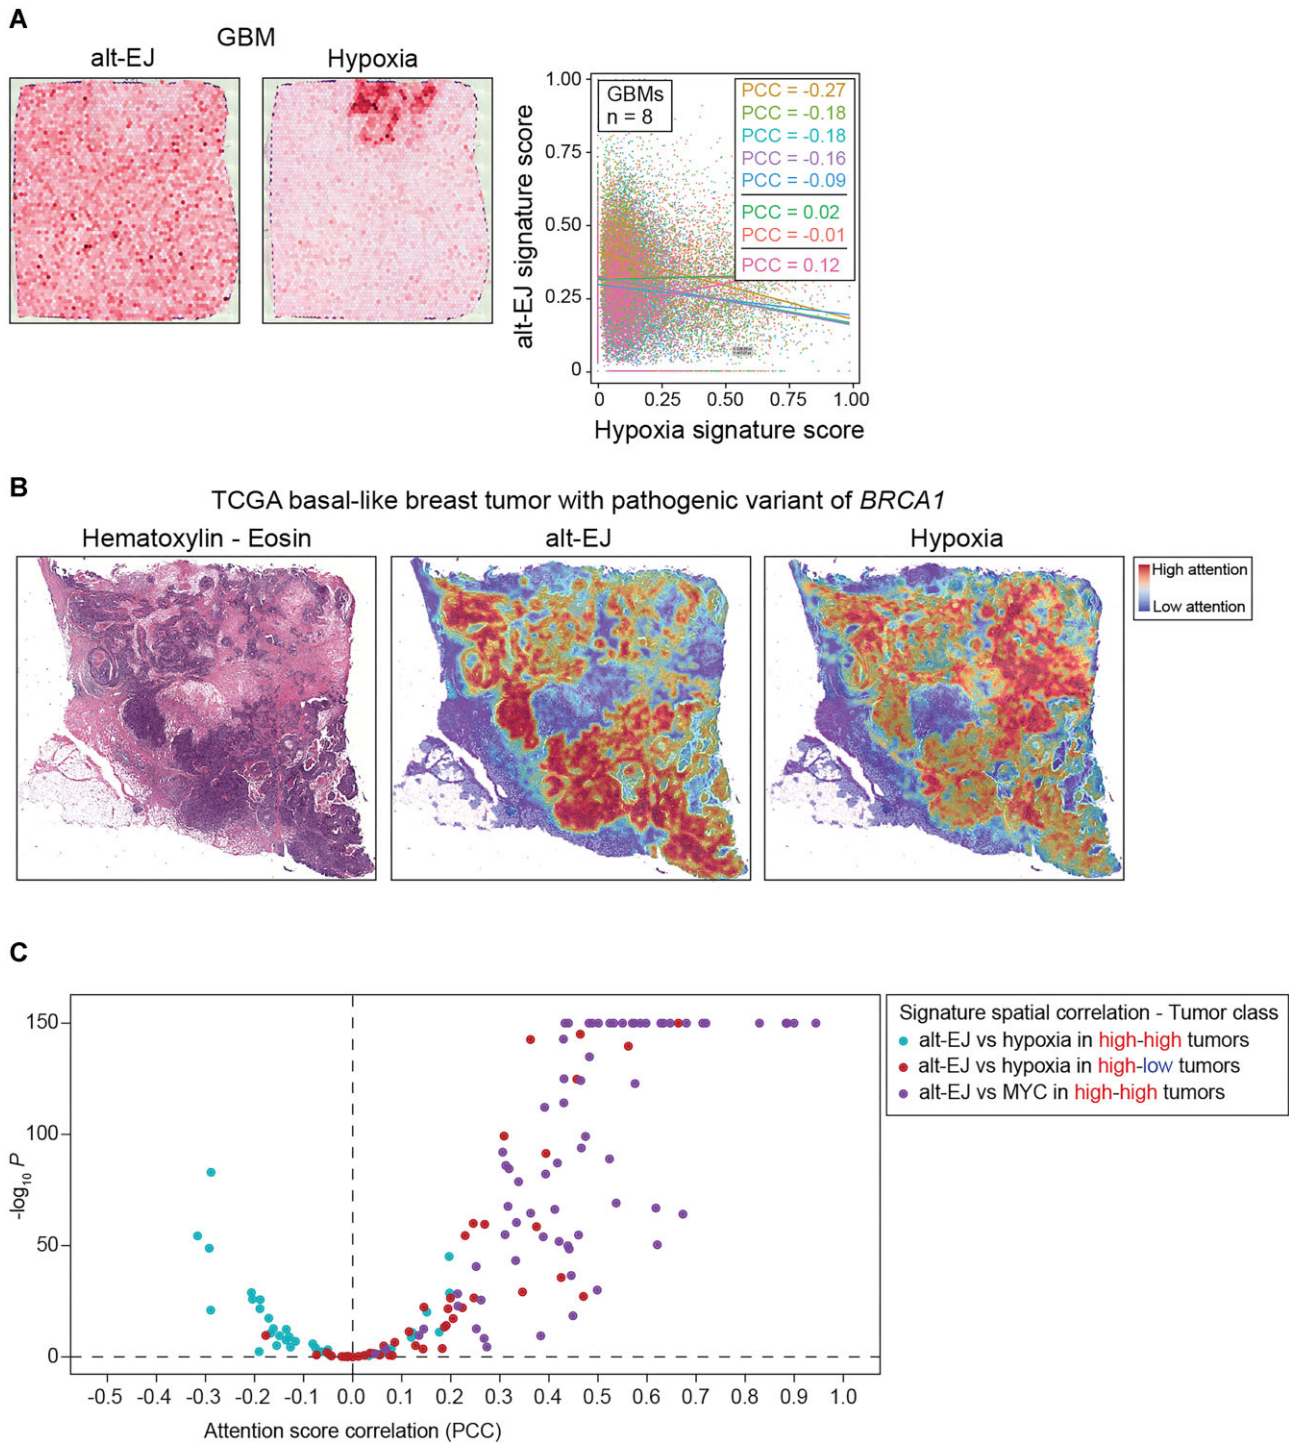 A
GBM
alt-EJ
Hypoxia
GBMs
n = 8
PCC = -0.27
PCC = -0.18
PCC = -0.18
PCC = -0.16
PCC = -0.09
PCC = 0.02
PCC = -0.01
PCC = 0.12
1.00
0.75
0.50
0.25
0
alt-EJ signature score
0 0.25 0.50 0.75 1.00
Hypoxia signature score
B
TCGA basal-like breast tumor with pathogenic variant of BRCA1
Hematoxylin - Eosin
alt-EJ
Hypoxia
High attention
Low attention
C
150
100
50
0
-log10 P
-0.5 -0.4 -0.3 -0.2 -0.1 0.0 0.1 0.2 0.3 0.4 0.5 0.6 0.7 0.8 0.9 1.0
Attention score correlation (PCC)
Signature spatial correlation - Tumor class
alt-EJ vs hypoxia in high-high tumors
alt-EJ vs hypoxia in high-low tumors
alt-EJ vs MYC in high-high tumors